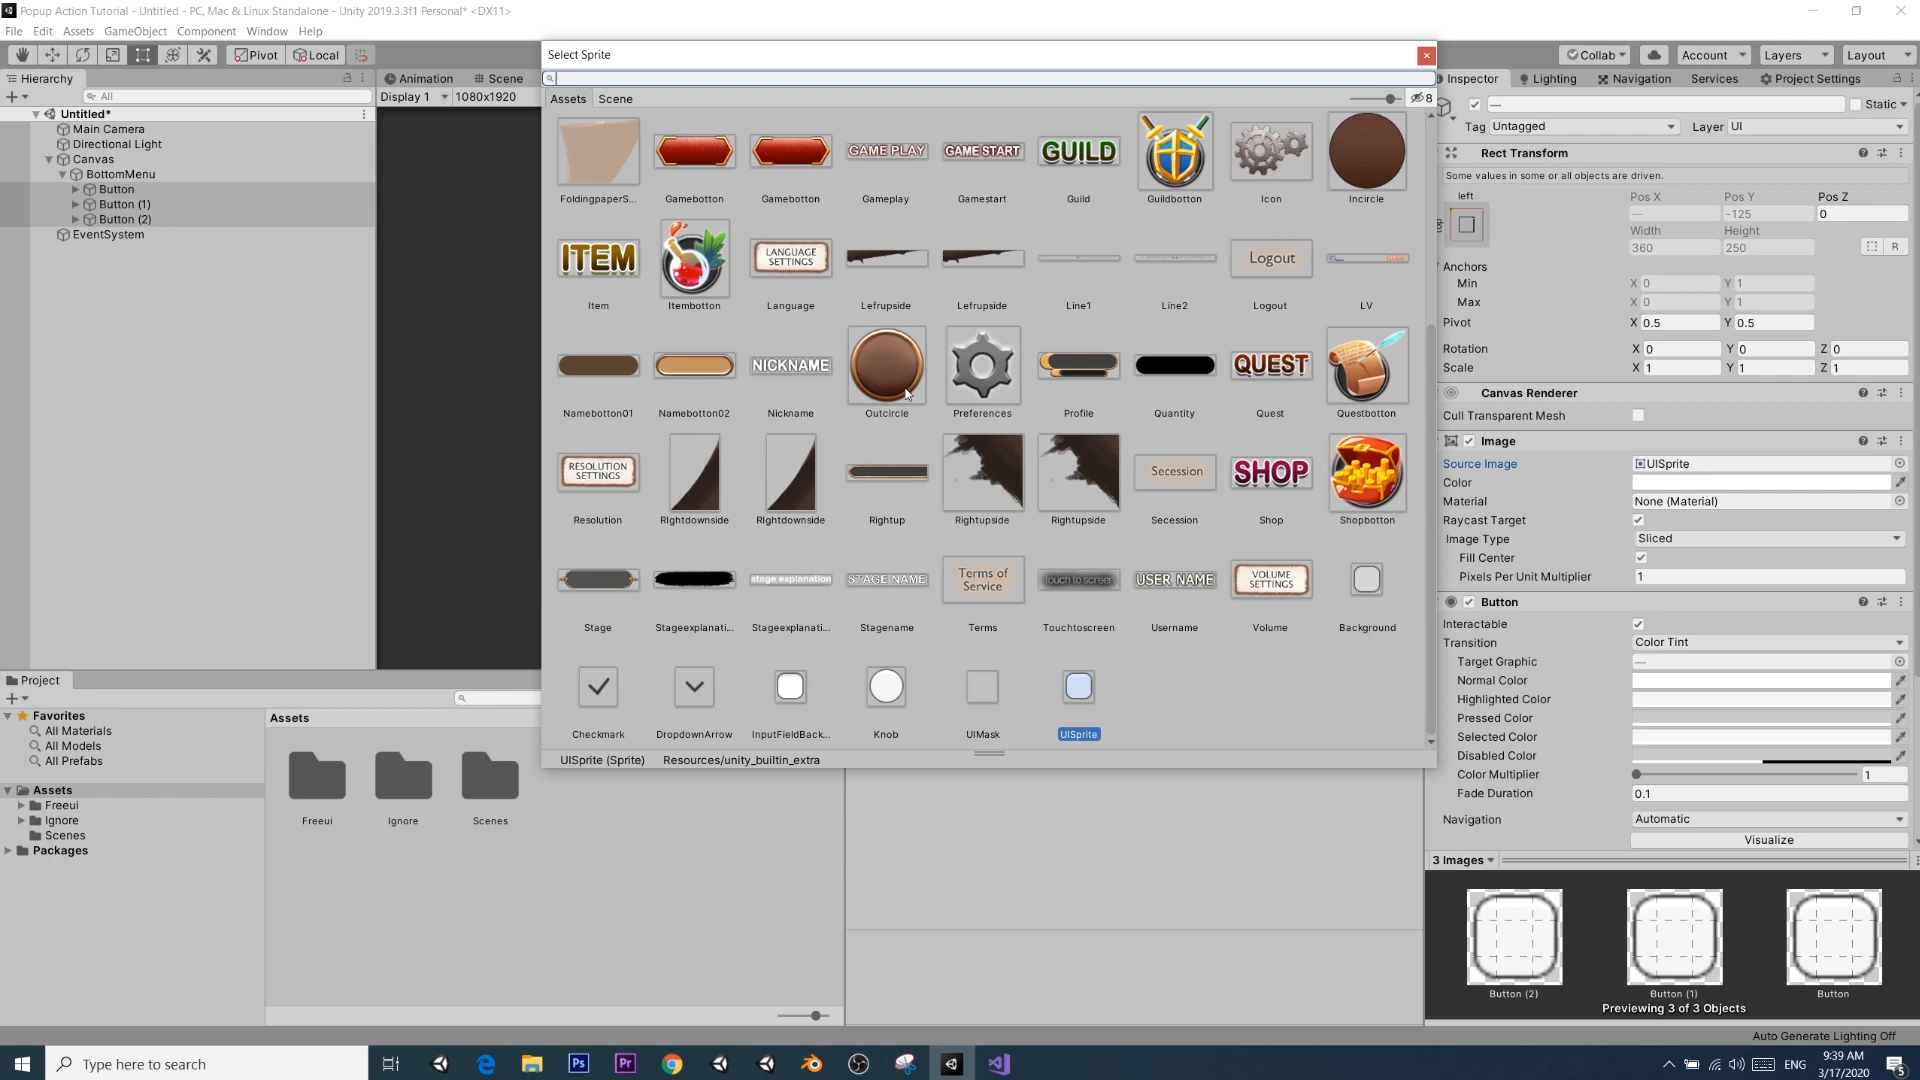 Popup Action Tutorial - Untitled - PC, Mac & Linux Standalone - Unity 2019.3.3f1 Personal* <DX11>
File Edit Assets GameObject Component Window Help
Pivot Local Collab Account Layers Layout
Hierarchy
All
Untitled*
Main Camera
Directional Light
Canvas
BottomMenu
Button
Button (1)
Button (2)
EventSystem
Animation Scene
Display 1 1080x1920
Select Sprite
Assets Scene 8
GAME PLAY GAME START GUILD
FoldingpaperS... Gamebotton Gamebotton Gameplay Gamestart Guild Guildbotton Icon Incircle
ITEM LANGUAGE SETTINGS Logout
Item Itembotton Language Lefrupside Lefrupside Line1 Line2 Logout LV
NICKNAME QUEST
Namebotton01 Namebotton02 Nickname Outcircle Preferences Profile Quantity Quest Questbotton
RESOLUTION SETTINGS Secession SHOP
Resolution RIghtdownside RIghtdownside Rightup Rightupside Rightupside Secession Shop Shopbotton
stage explanation STAGE NAME Terms of Service touch to screen USER NAME VOLUME SETTINGS
Stage Stageexplanati... Stageexplanati... Stagename Terms Touchtoscreen Username Volume Background
Checkmark DropdownArrow InputFieldBack... Knob UIMask UISprite
UISprite (Sprite) Resources/unity_builtin_extra
Inspector Lighting Navigation Services Project Settings
— Static
Tag Untagged Layer UI
Rect Transform
Some values in some or all objects are driven.
left Pos X Pos Y Pos Z
— -125 0
Width Height
360 250 R
Anchors
Min X 0 Y 1
Max X 0 Y 1
Pivot X 0.5 Y 0.5
Rotation X 0 Y 0 Z 0
Scale X 1 Y 1 Z 1
Canvas Renderer
Cull Transparent Mesh
Image
Source Image UISprite
Color
Material None (Material)
Raycast Target
Image Type Sliced
Fill Center
Pixels Per Unit Multiplier 1
Button
Interactable
Transition Color Tint
Target Graphic —
Normal Color
Highlighted Color
Pressed Color
Selected Color
Disabled Color
Color Multiplier 1
Fade Duration 0.1
Navigation Automatic
Visualize
3 Images
Button (2) Button (1) Button
Previewing 3 of 3 Objects
Auto Generate Lighting Off
Project
Favorites
All Materials
All Models
All Prefabs
Assets
Freeui
Ignore
Scenes
Packages
Assets
Freeui Ignore Scenes
Type here to search
Ps Pr
ENG
9:39 AM
3/17/2020
5